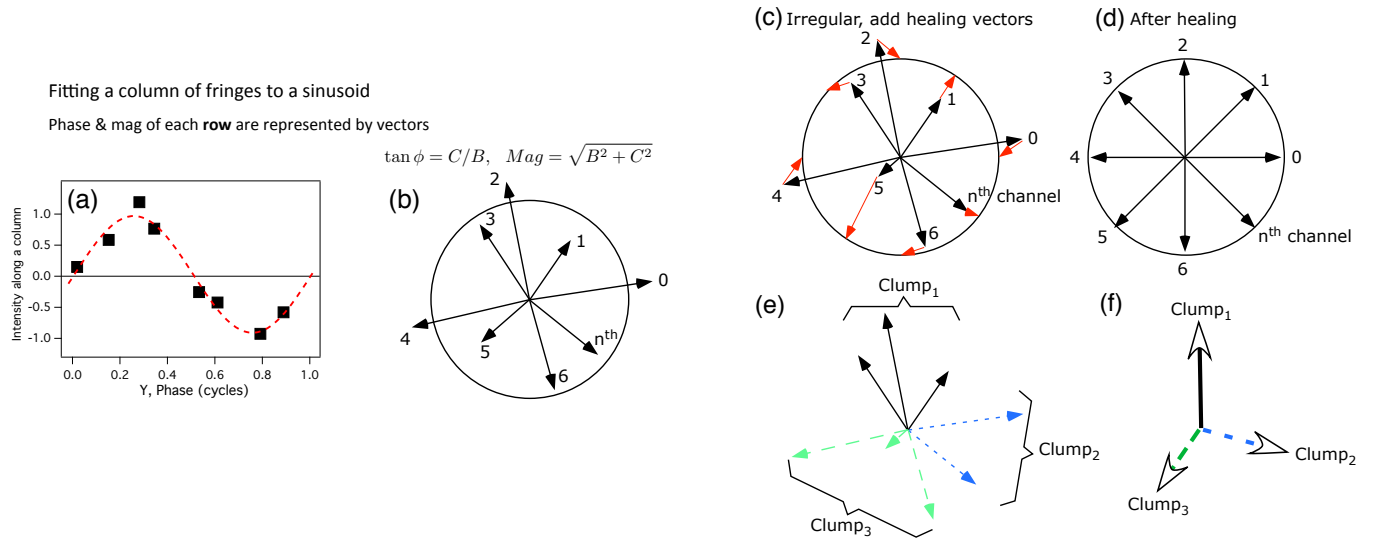 Fitting a column of fringes to a sinusoid
Phase & mag of each row are represented by vectors
tan ϕ = C/B, Mag = √(B² + C²)
(a)
Intensity along a column
1.0
0.5
0.0
-0.5
-1.0
0.0 0.2 0.4 0.6 0.8 1.0
Y, Phase (cycles)
(b)
2
3
1
0
4
5
nth
6
(c) Irregular, add healing vectors
2
3
1
0
4
5
nth channel
6
(d) After healing
2
3
1
4
0
5
nth channel
6
(e)
Clump1
Clump2
Clump3
(f)
Clump1
Clump2
Clump3